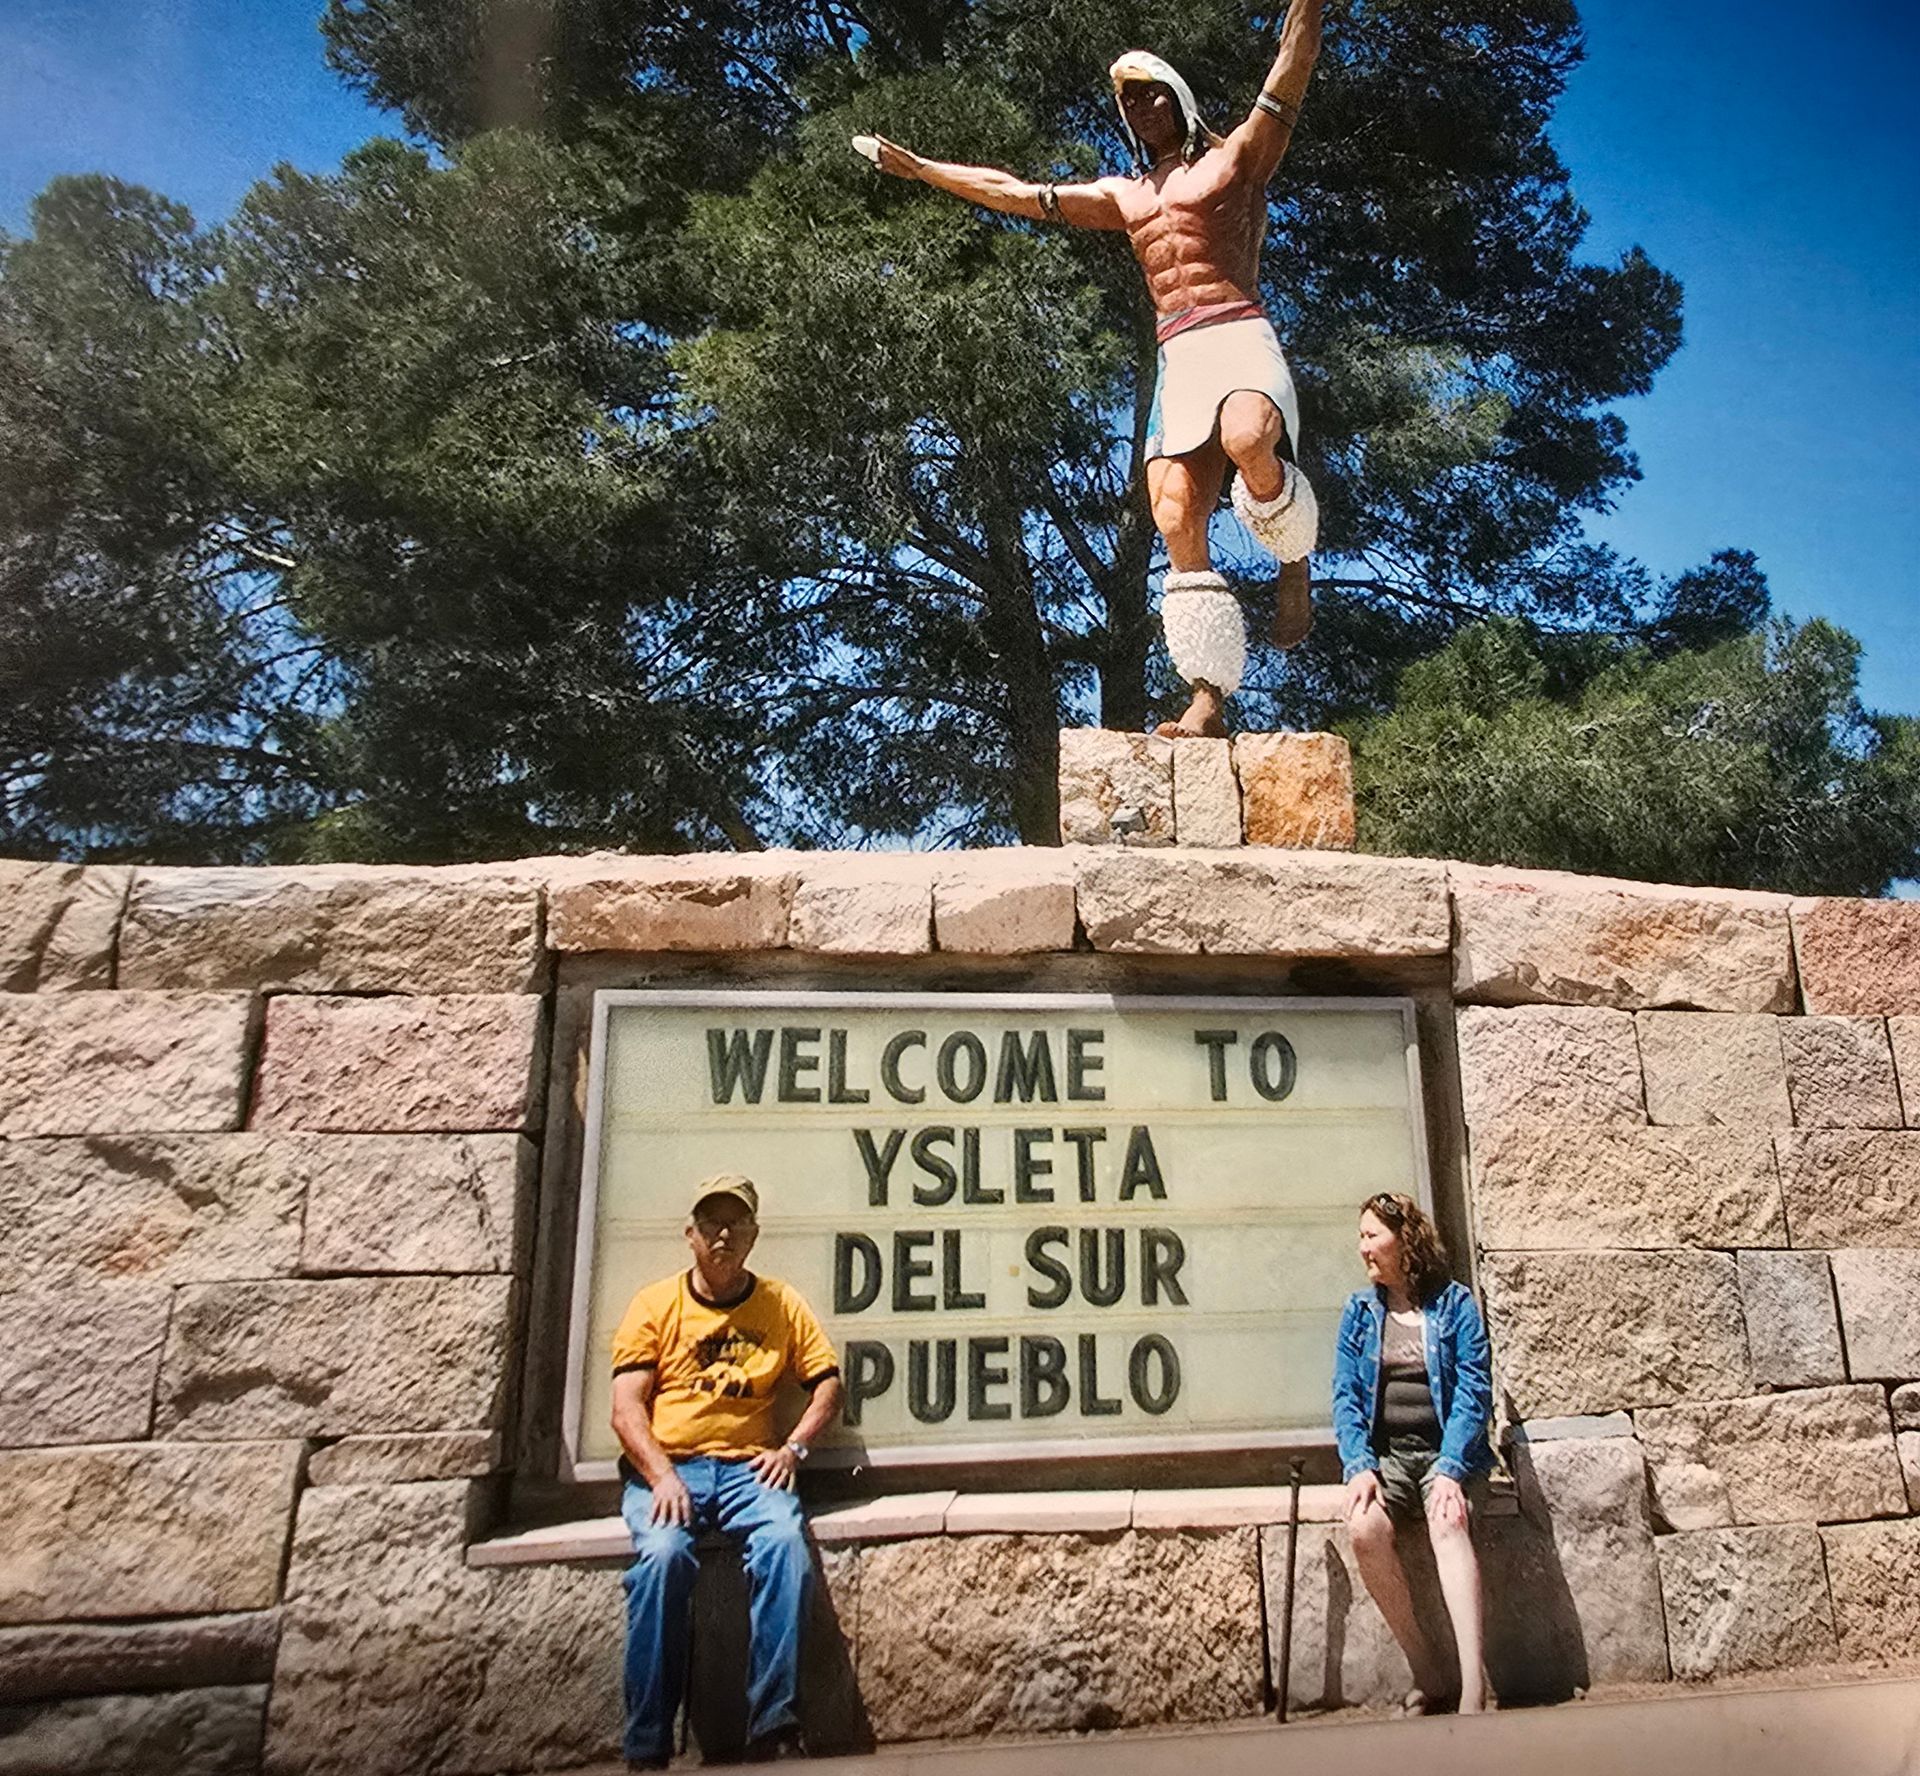 WELCOME TO
YSLETA
DEL SUR
PUEBLO